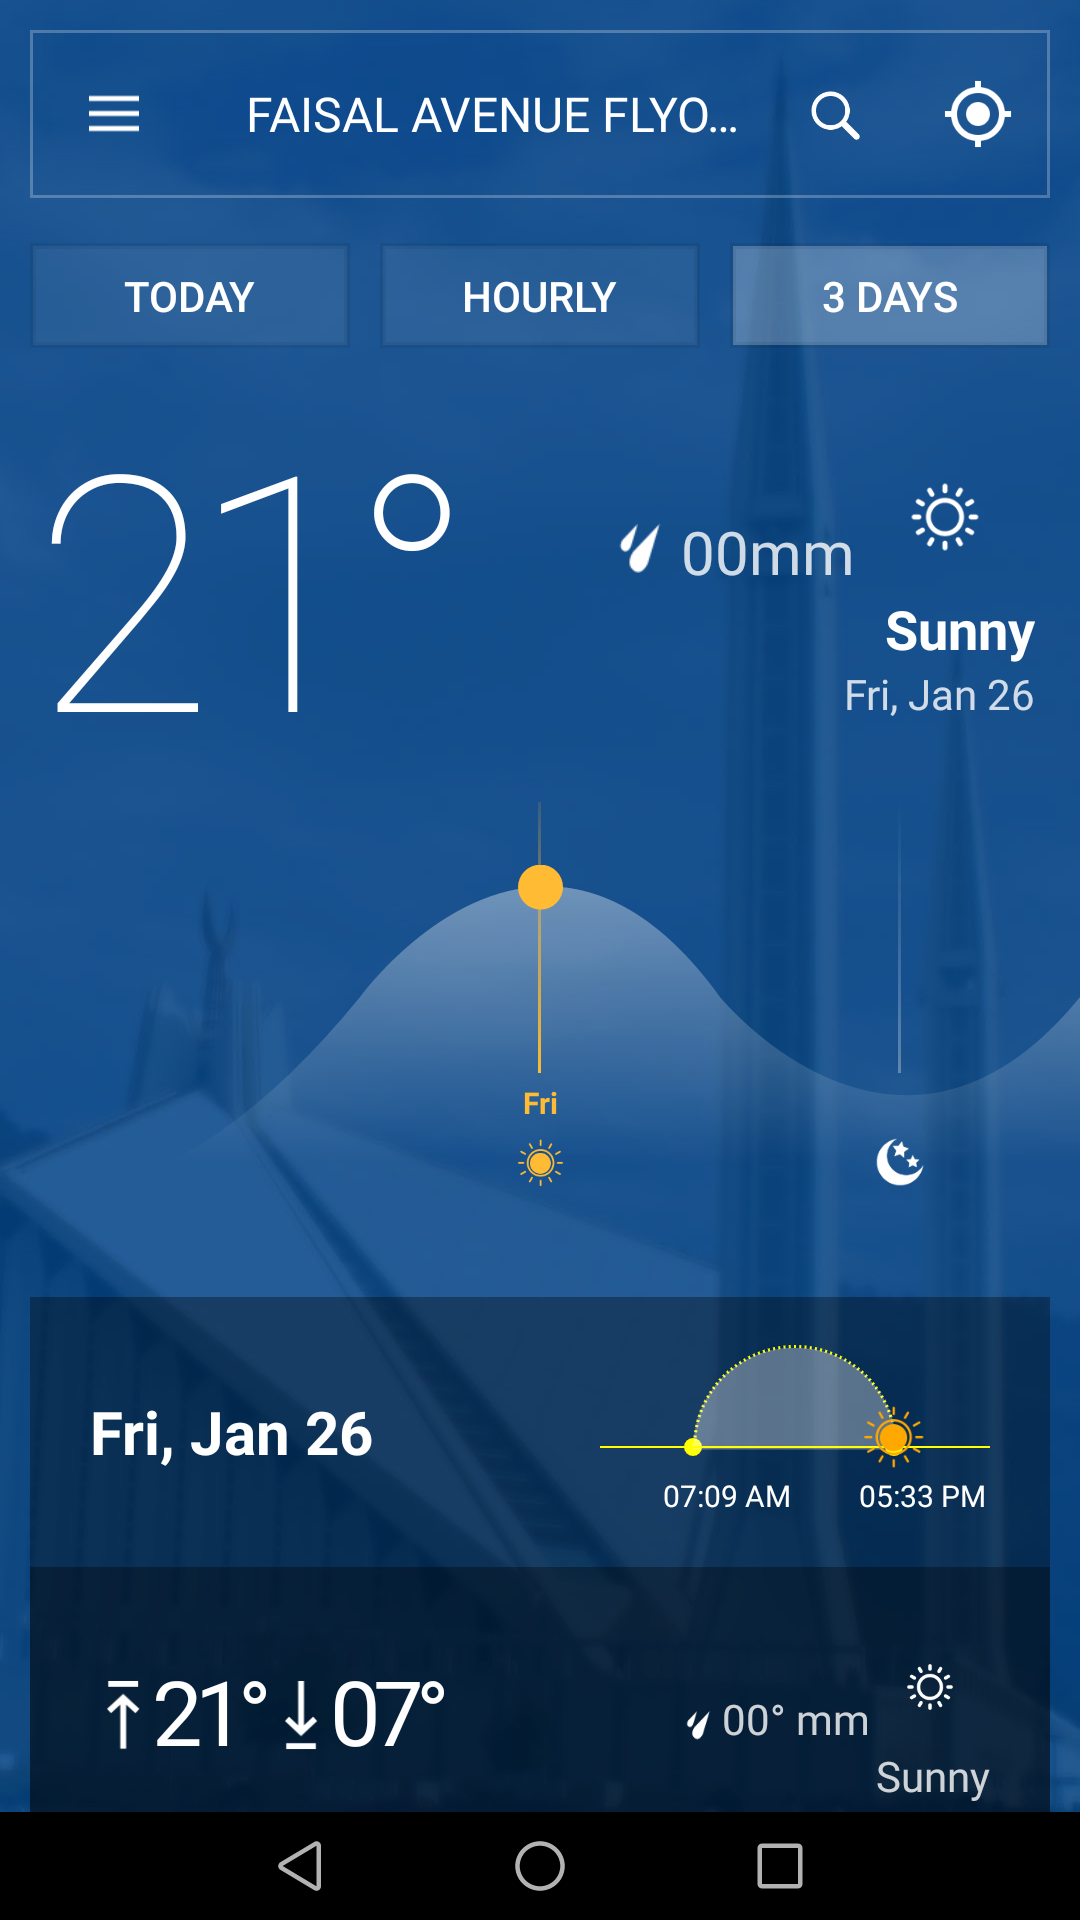 FAISAL AVENUE FLYO...
TODAY
HOURLY
3 DAYS
21°
00mm
Sunny
Fri, Jan 26
Fri
Fri, Jan 26
07:09 AM
05:33 PM
21° 07°
00° mm
Sunny